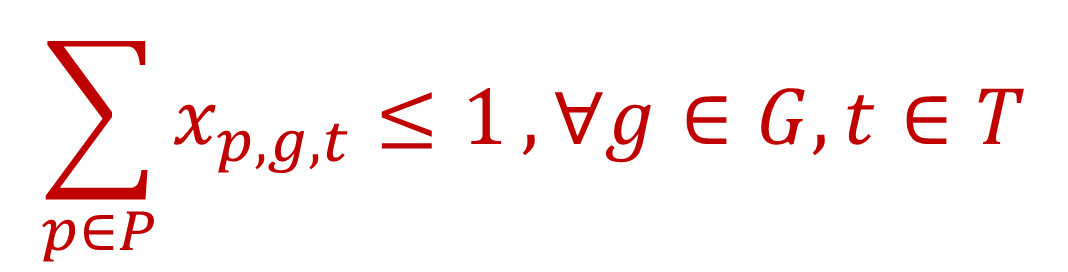 ∑_{p∈P} x_{p,g,t} ≤ 1 , ∀g ∈ G, t ∈ T